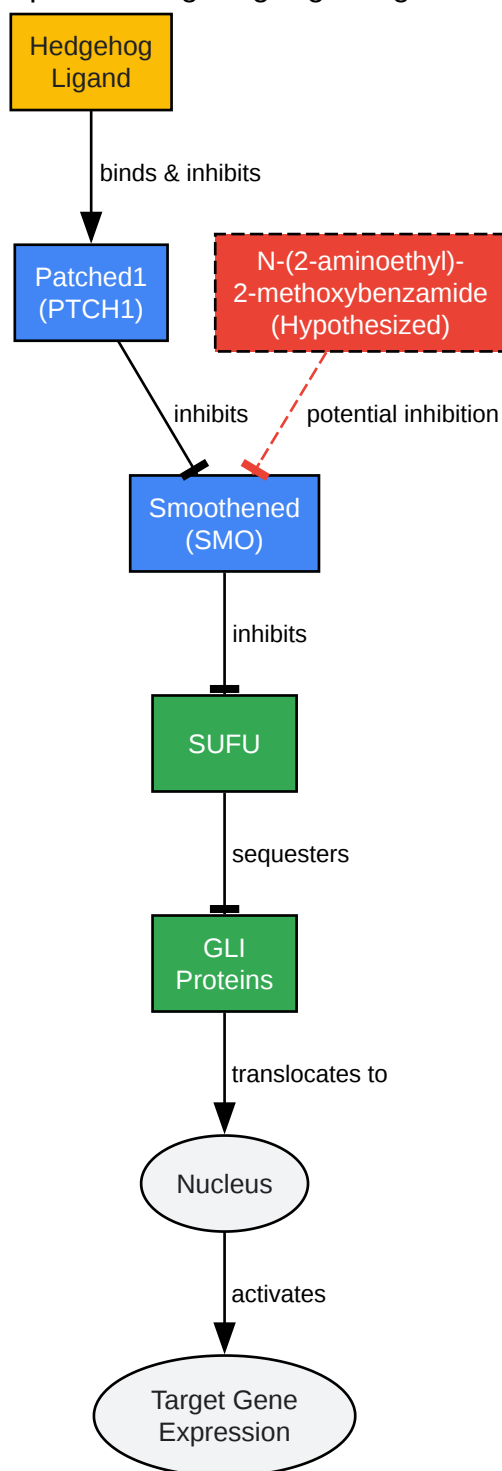 Hedgehog
Ligand
binds & inhibits
Patched1
(PTCH1)
N-(2-aminoethyl)-
2-methoxybenzamide
(Hypothesized)
inhibits
potential inhibition
Smoothened
(SMO)
inhibits
SUFU
sequesters
GLI
Proteins
translocates to
Nucleus
activates
Target Gene
Expression